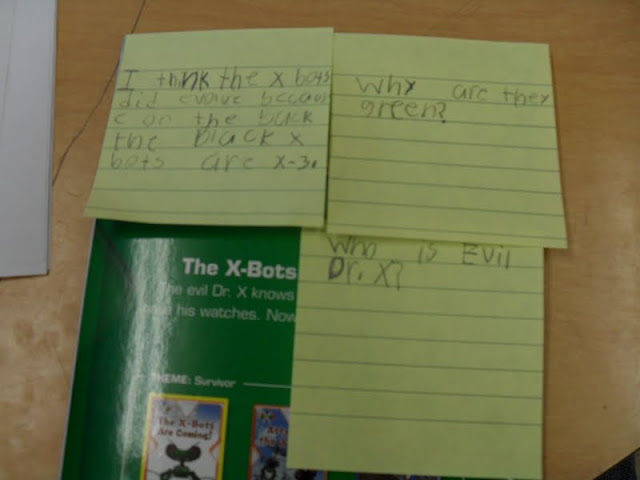 I think the x bots
did evolve becaus
e on the back
the black x
bots are x-3.
Why are they
green?
Who is Evil
Dr. X?
The X-Bots
The evil Dr. X knows
his watches. Now
THEME: Survivor
The X-Bots
Are Coming!